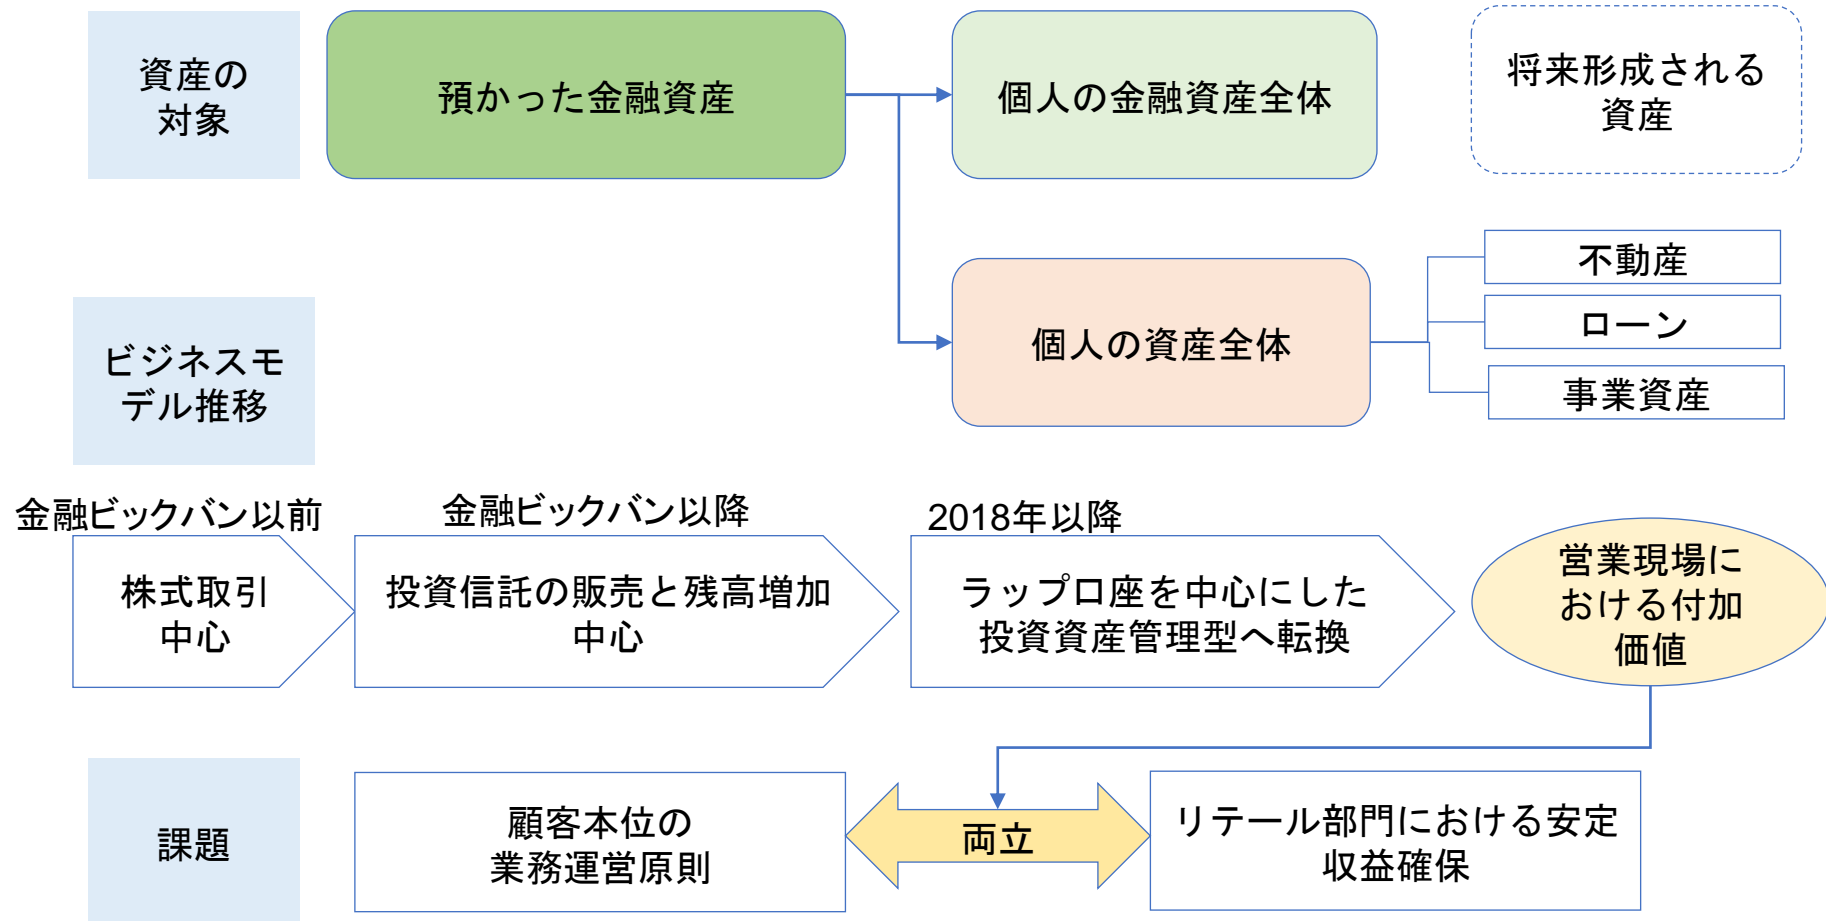 資産の
対象
預かった金融資産
個人の金融資産全体
将来形成される
資産
不動産
ローン
事業資産
個人の資産全体
ビジネスモ
デル推移
金融ビックバン以前
金融ビックバン以降
2018年以降
株式取引
中心
投資信託の販売と残高増加
中心
ラップ口座を中心にした
投資資産管理型へ転換
営業現場に
おける付加
価値
課題
顧客本位の
業務運営原則
両立
リテール部門における安定
収益確保